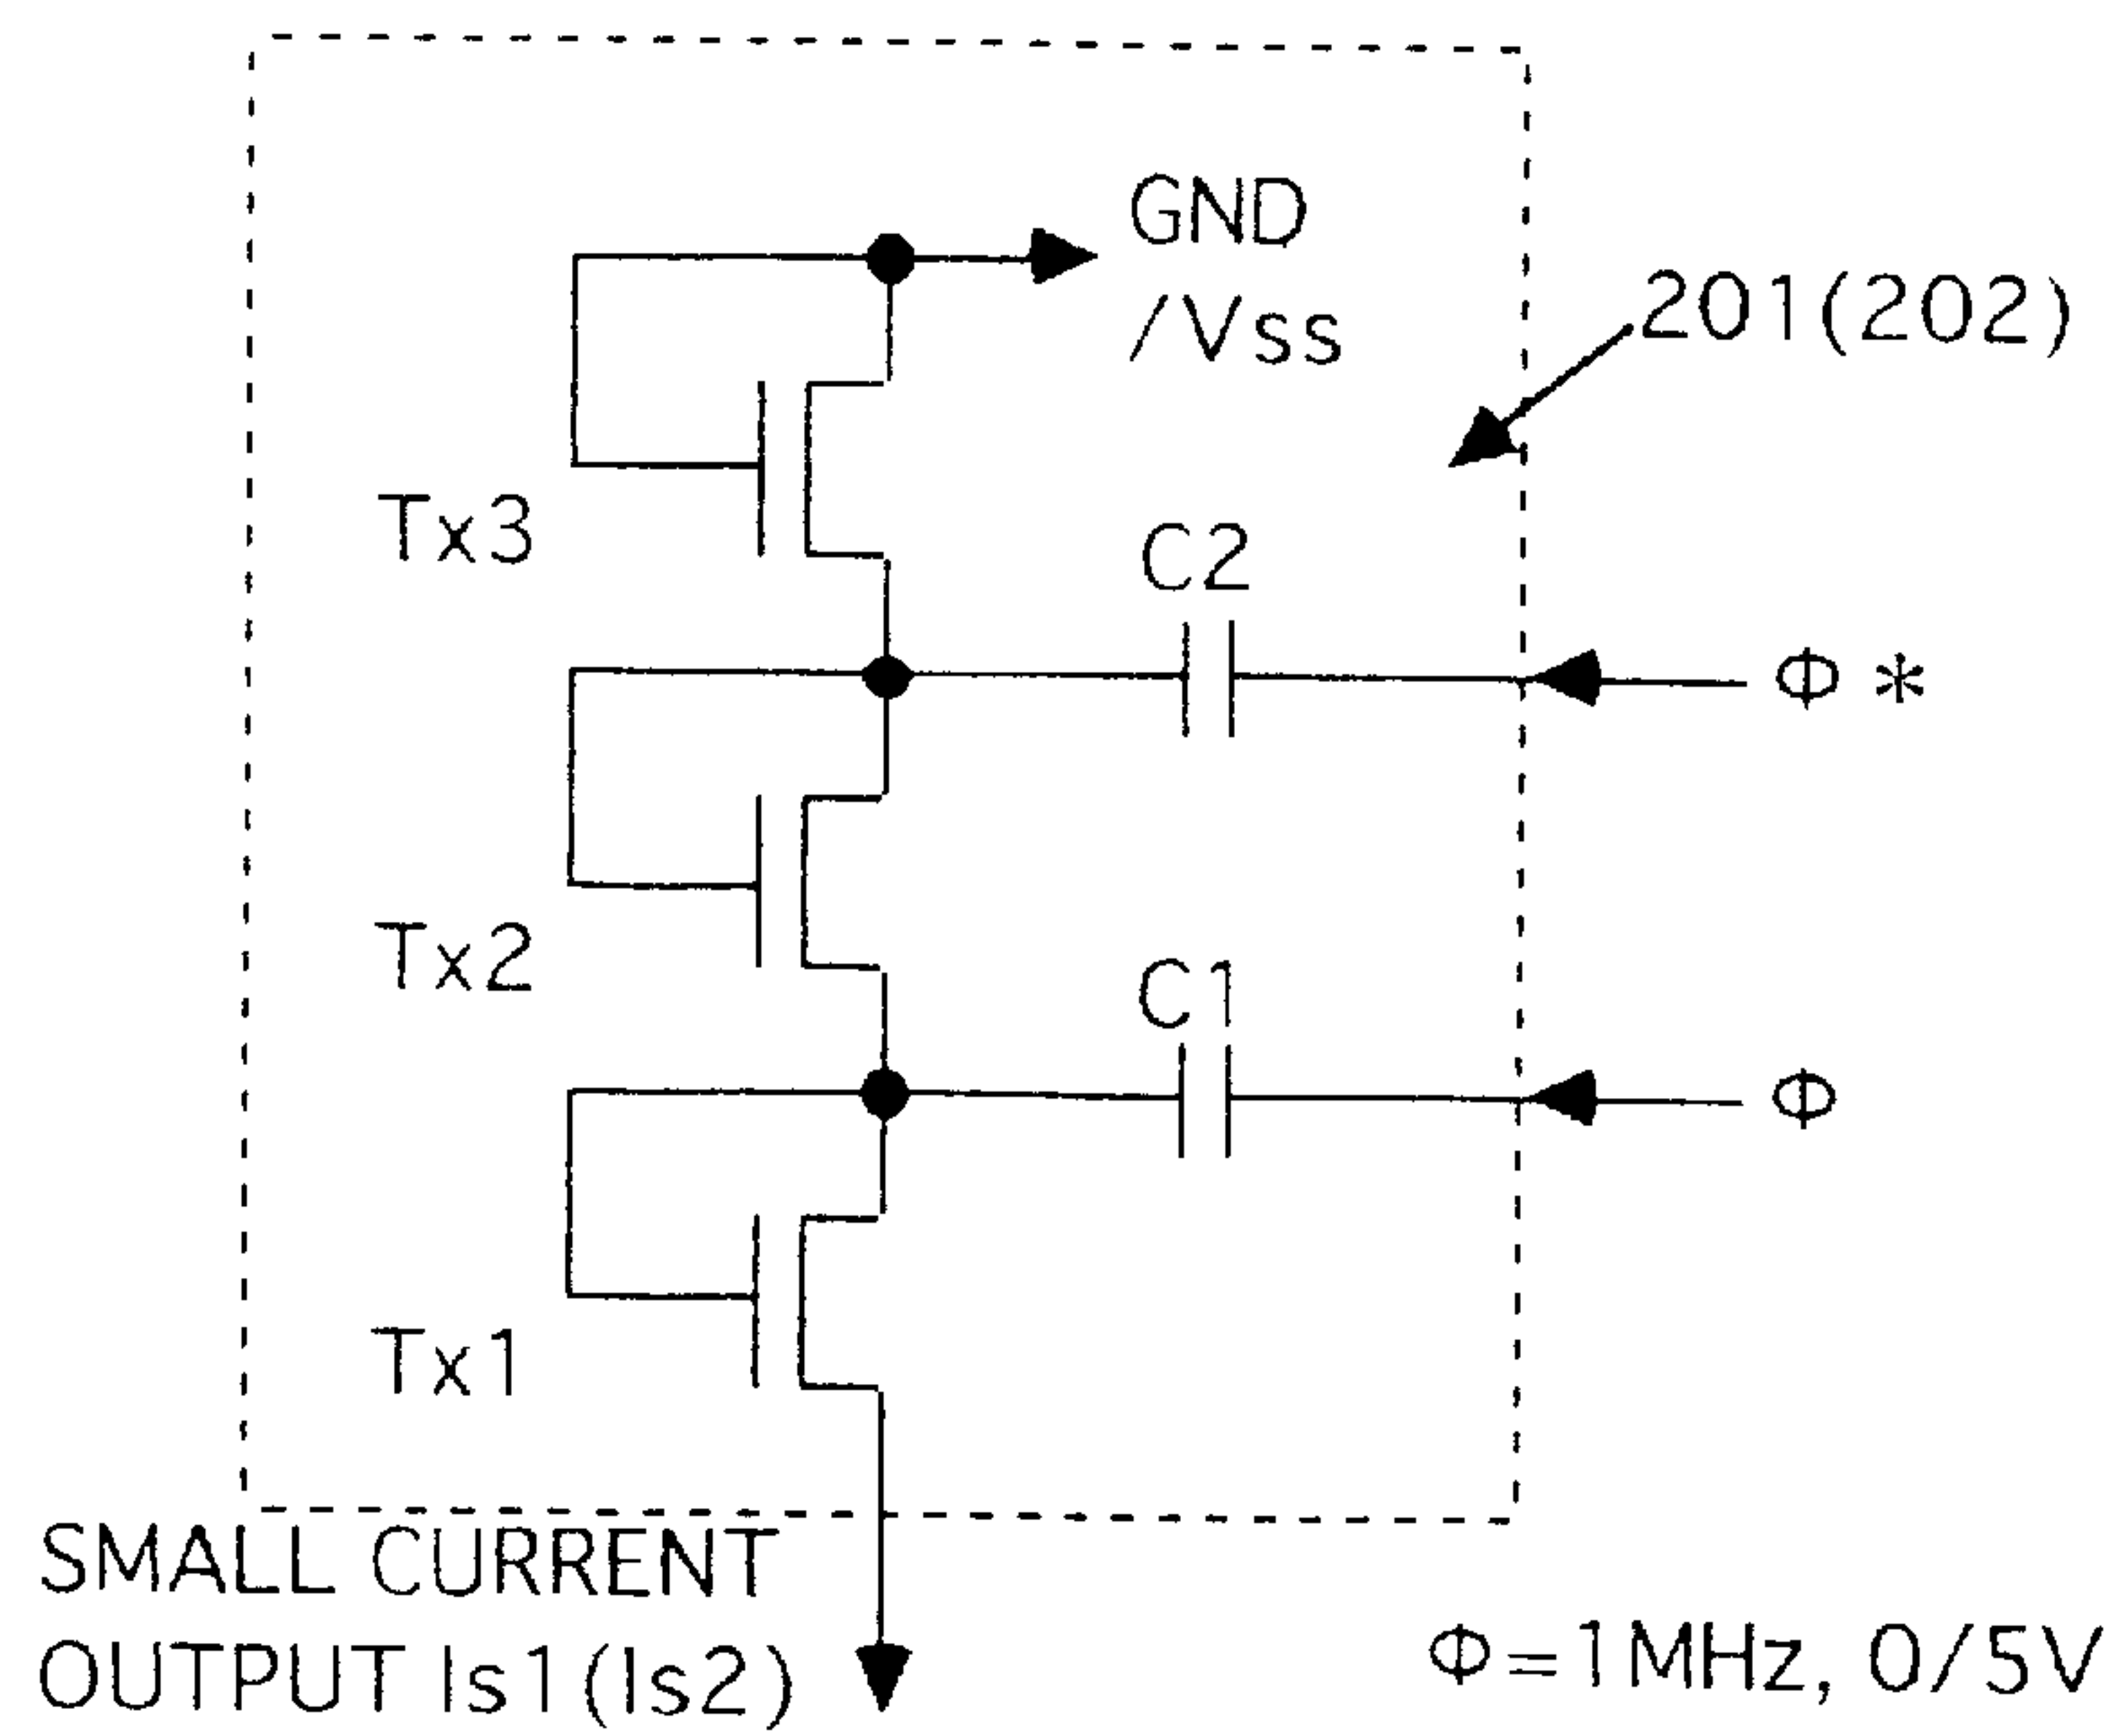 GND
/Vss
201(202)
Tx3
C2
Φ *
Tx2
C1
Φ
Tx1
SMALL CURRENT
OUTPUT Is1(Is2)
Φ=1MHz, 0/5V